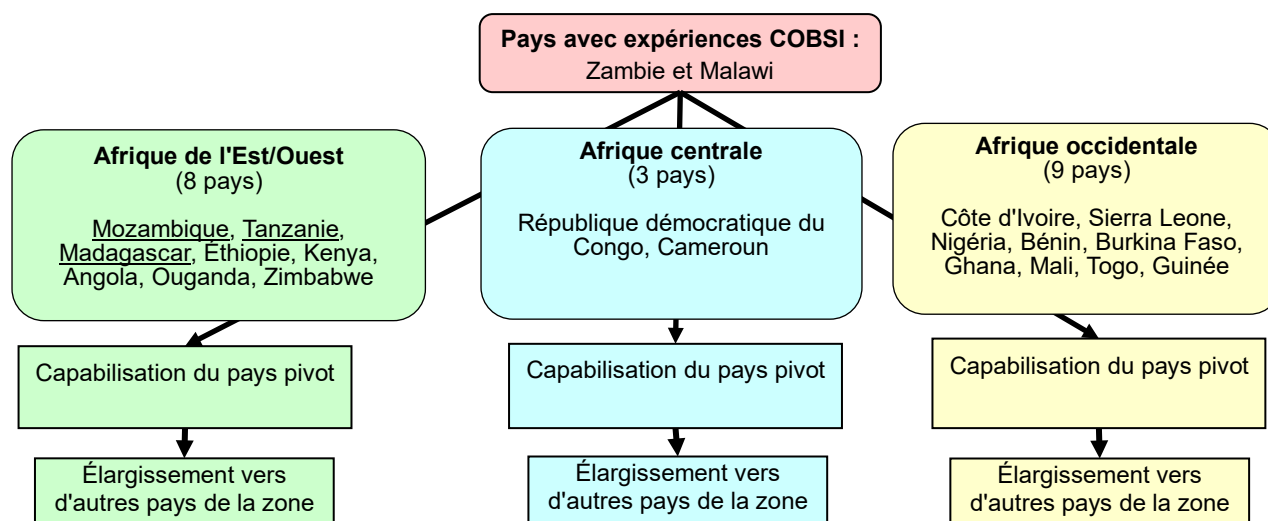 Pays avec expériences COBSI :
Zambie et Malawi
Afrique de l'Est/Ouest
(8 pays)
Mozambique, Tanzanie,
Madagascar, Éthiopie, Kenya,
Angola, Ouganda, Zimbabwe
Afrique centrale
(3 pays)
République démocratique du
Congo, Cameroun
Afrique occidentale
(9 pays)
Côte d'Ivoire, Sierra Leone,
Nigéria, Bénin, Burkina Faso,
Ghana, Mali, Togo, Guinée
Capabilisation du pays pivot
Capabilisation du pays pivot
Capabilisation du pays pivot
Élargissement vers
d'autres pays de la zone
Élargissement vers
d'autres pays de la zone
Élargissement vers
d'autres pays de la zone